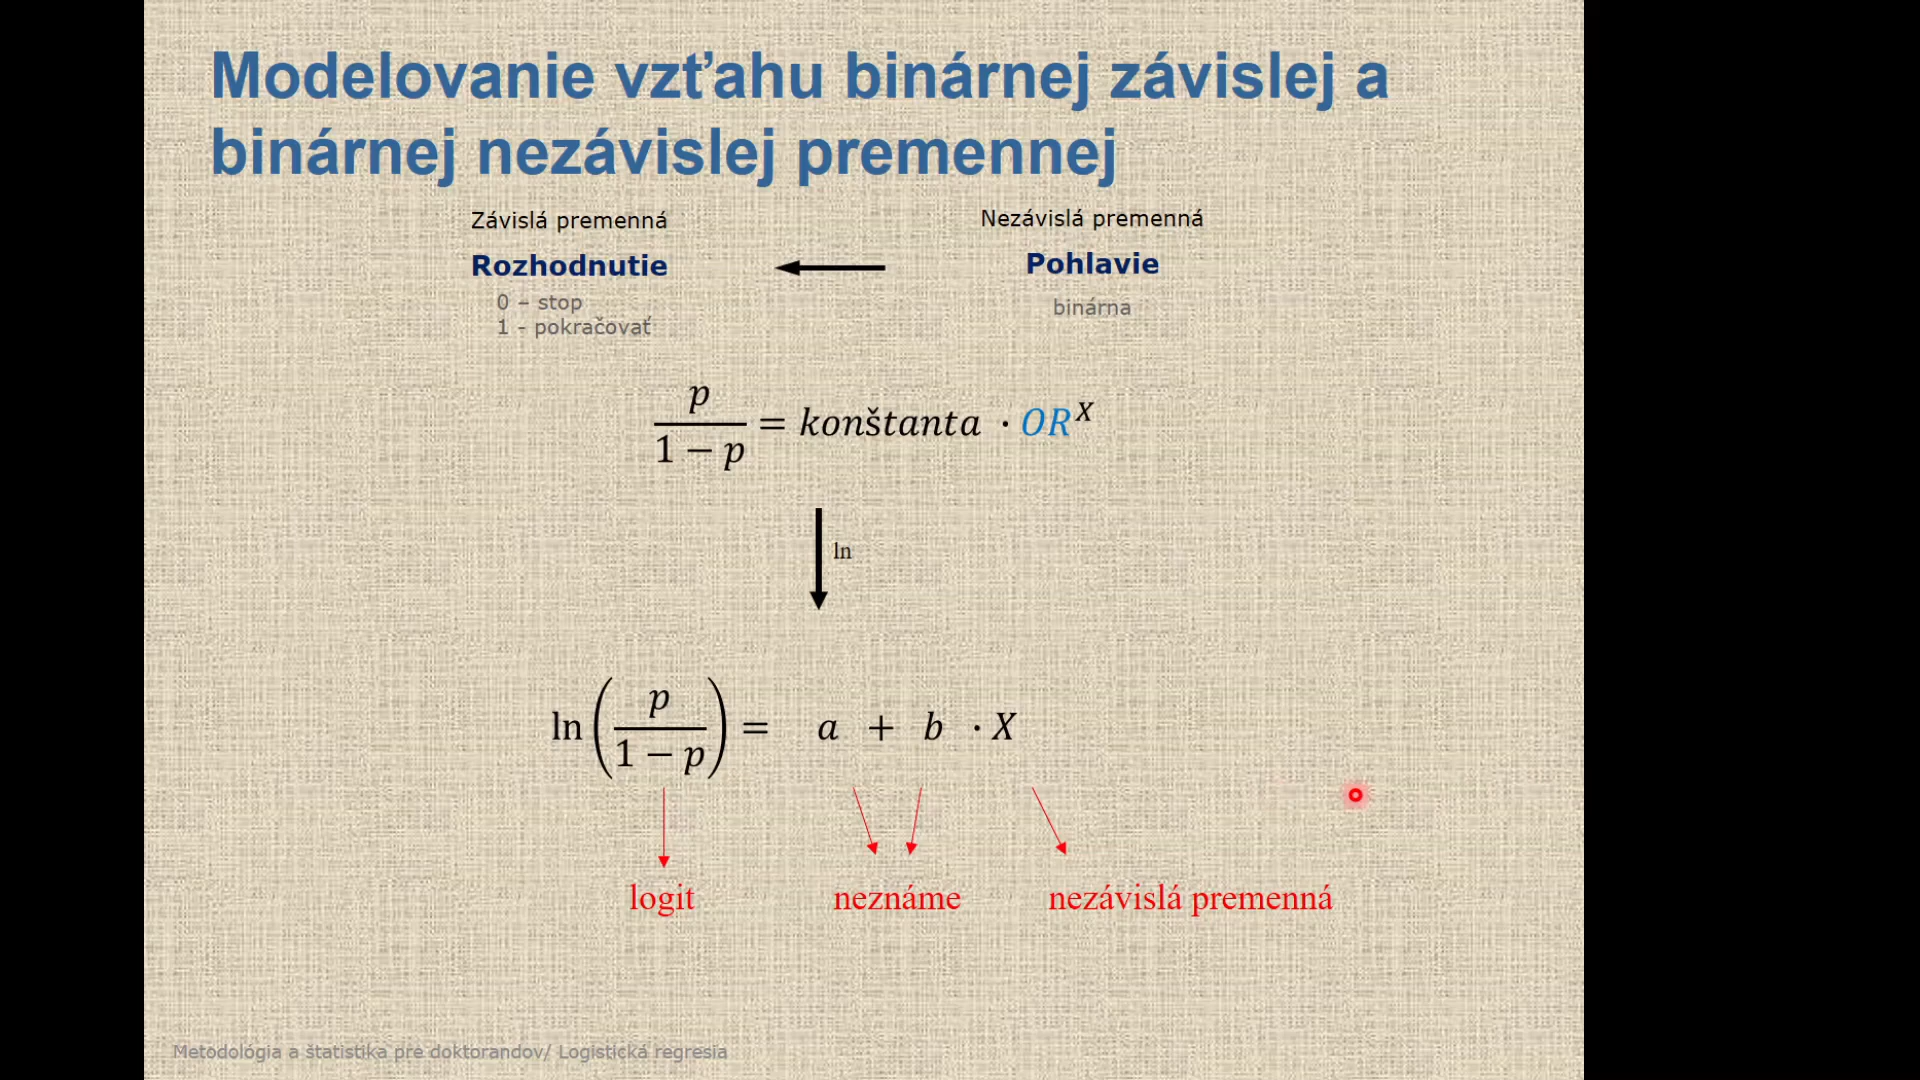 Modelovanie vzťahu binárnej závislej a
binárnej nezávislej premennej
Závislá premenná
Nezávislá premenná
Rozhodnutie
Pohlavie
0 – stop
1 - pokračovať
binárna
p
1 − p
= konštanta · OR^X
ln
ln(p / 1 − p) = a + b · X
logit
neznáme
nezávislá premenná
Metodológia a štatistika pre doktorandov/ Logistická regresia